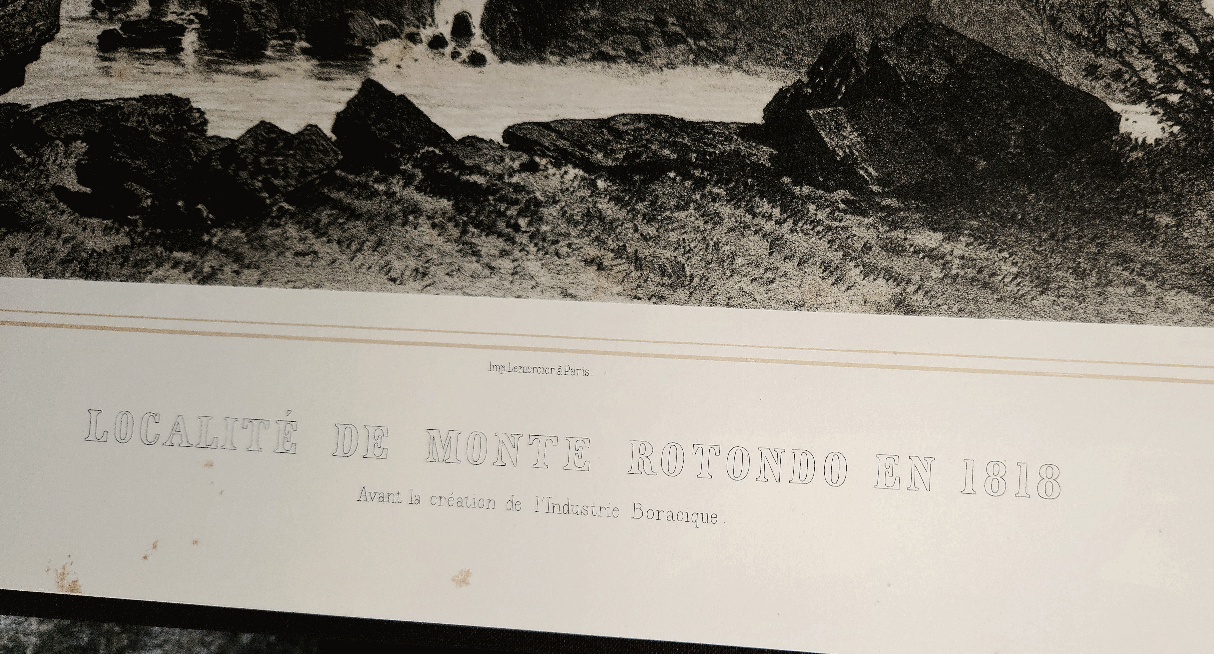 Imp. Lemercier à Paris
LOCALITÉ DE MONTE ROTONDO EN 1818
Avant la création de l'Industrie Boracique.